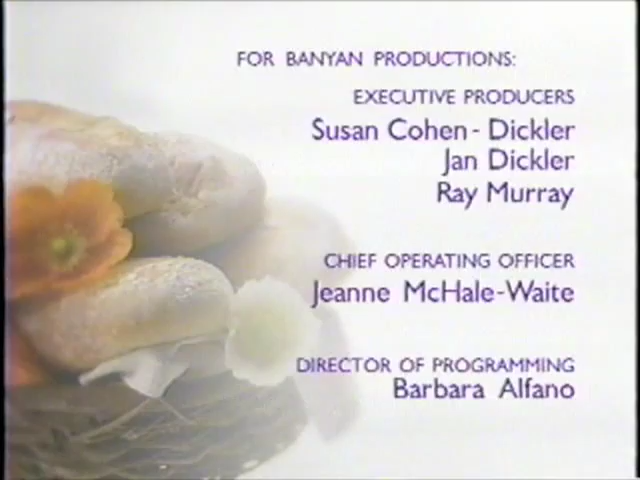 FOR BANYAN PRODUCTIONS:
EXECUTIVE PRODUCERS
Susan Cohen - Dickler
Jan Dickler
Ray Murray
CHIEF OPERATING OFFICER
Jeanne McHale-Waite
DIRECTOR OF PROGRAMMING
Barbara Alfano